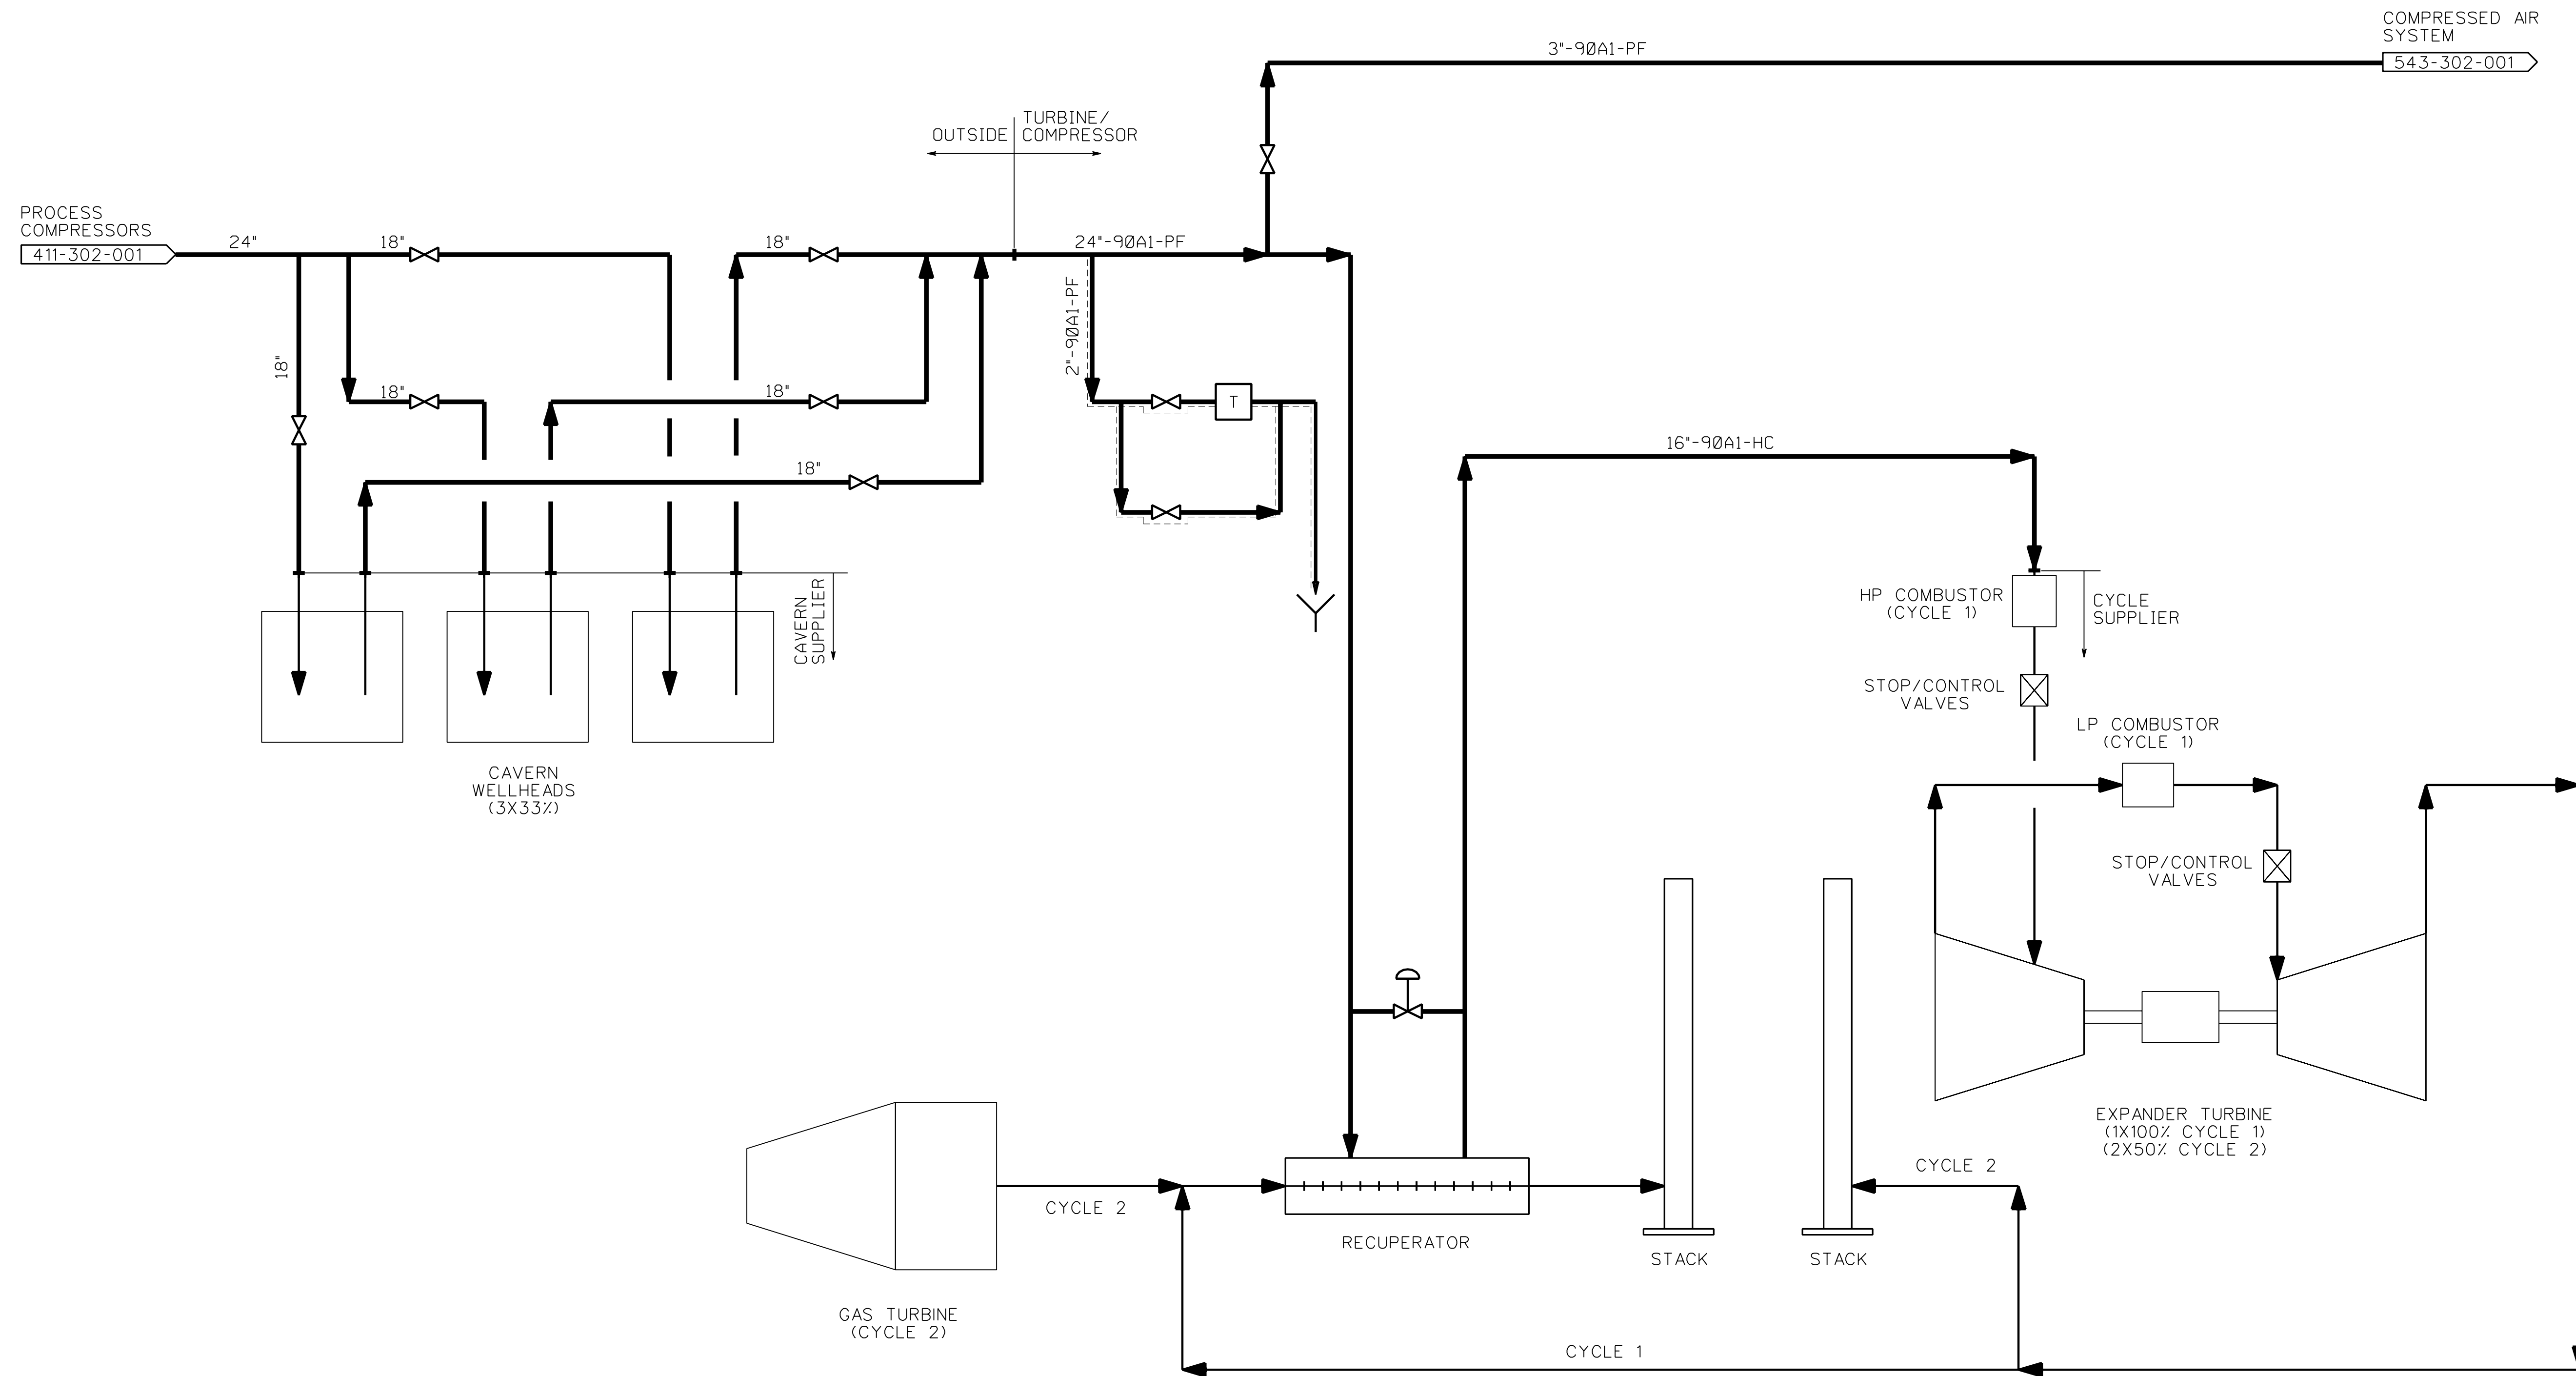 COMPRESSED AIR
SYSTEM
543-302-001
3"-90A1-PF
OUTSIDE
TURBINE/
COMPRESSOR
PROCESS
COMPRESSORS
411-302-001
24"
18"
18"
24"-90A1-PF
2"-90A1-PF
18"
18"
18"
T
18"
16"-90A1-HC
CAVERN
SUPPLIER
HP COMBUSTOR
(CYCLE 1)
CYCLE
SUPPLIER
STOP/CONTROL
VALVES
LP COMBUSTOR
(CYCLE 1)
CAVERN
WELLHEADS
(3X33%)
STOP/CONTROL
VALVES
EXPANDER TURBINE
(1X100% CYCLE 1)
(2X50% CYCLE 2)
CYCLE 2
CYCLE 2
RECUPERATOR
STACK
STACK
GAS TURBINE
(CYCLE 2)
CYCLE 1